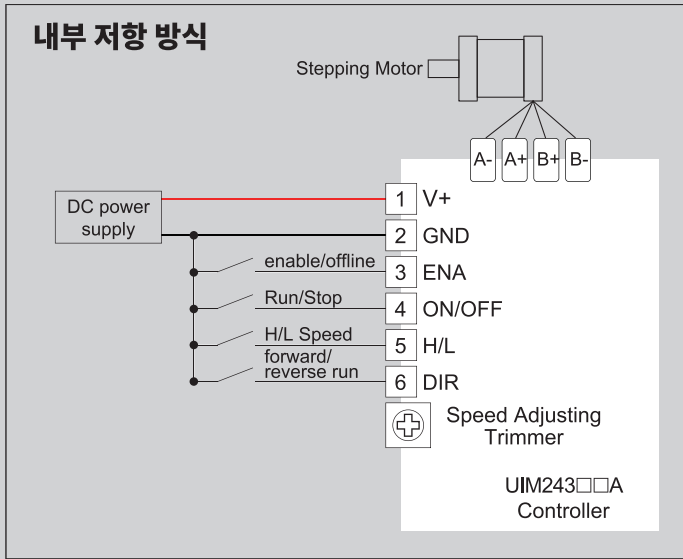 내부 저항 방식
Stepping Motor
A- A+ B+ B-
DC power
supply
1 V+
2 GND
enable/offline 3 ENA
Run/Stop 4 ON/OFF
H/L Speed 5 H/L
forward/
reverse run 6 DIR
Speed Adjusting
Trimmer
UIM243□□A
Controller